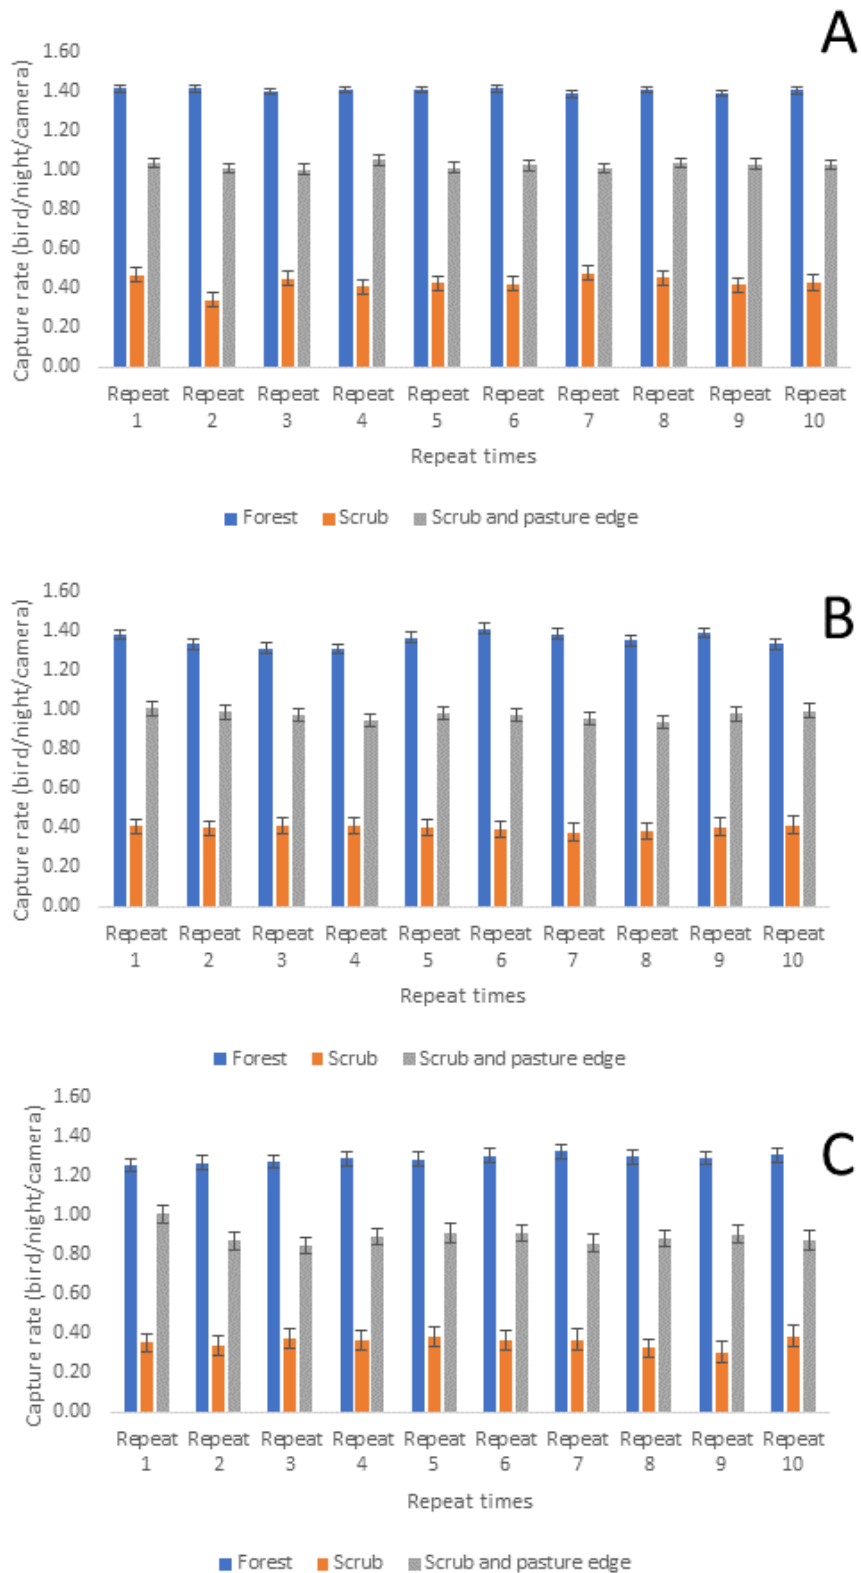 A
Capture rate (bird/night/camera)
1.60
1.40
1.20
1.00
0.80
0.60
0.40
0.20
0.00
Repeat Repeat Repeat Repeat Repeat Repeat Repeat Repeat Repeat Repeat
1 2 3 4 5 6 7 8 9 10
Repeat times
Forest Scrub Scrub and pasture edge
B
Capture rate (bird/night/camera)
1.60
1.40
1.20
1.00
0.80
0.60
0.40
0.20
0.00
Repeat Repeat Repeat Repeat Repeat Repeat Repeat Repeat Repeat Repeat
1 2 3 4 5 6 7 8 9 10
Repeat times
Forest Scrub Scrub and pasture edge
C
Capture rate (bird/night/camera)
1.60
1.40
1.20
1.00
0.80
0.60
0.40
0.20
0.00
Repeat Repeat Repeat Repeat Repeat Repeat Repeat Repeat Repeat Repeat
1 2 3 4 5 6 7 8 9 10
Repeat times
Forest Scrub Scrub and pasture edge